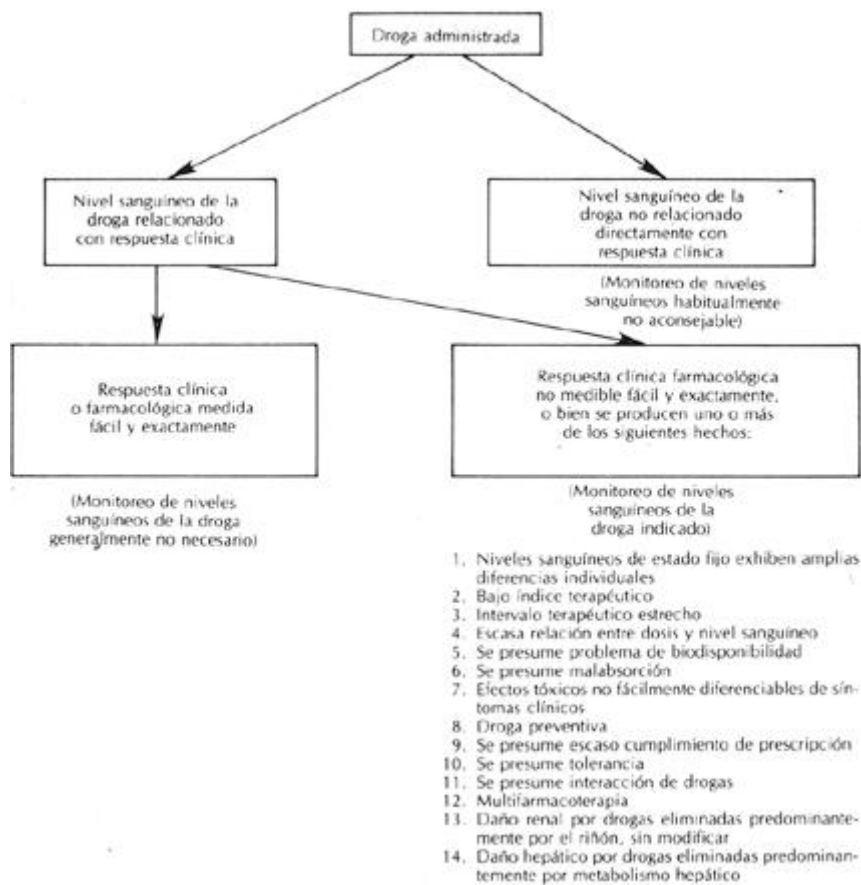 Droga administrada
Nivel sanguíneo de la
droga relacionado
con respuesta clínica
Nivel sanguíneo de la
droga no relacionado
directamente con
respuesta clínica
(Monitoreo de niveles
sanguíneos habitualmente
no aconsejable)
Respuesta clínica
o farmacológica medida
fácil y exactamente
(Monitoreo de niveles
sanguíneos de la droga
generalmente no necesario)
Respuesta clínica farmacológica
no medible fácil y exactamente,
o bien se producen uno o más
de los siguientes hechos:
(Monitoreo de niveles
sanguíneos de la
droga indicado)
1. Niveles sanguíneos de estado fijo exhiben amplias
diferencias individuales
2. Bajo índice terapéutico
3. Intervalo terapéutico estrecho
4. Escasa relación entre dosis y nivel sanguíneo
5. Se presume problema de biodisponibilidad
6. Se presume malabsorción
7. Efectos tóxicos no fácilmente diferenciables de sín-
tomas clínicos
8. Droga preventiva
9. Se presume escaso cumplimiento de prescripción
10. Se presume tolerancia
11. Se presume interacción de drogas
12. Multifarmacoterapia
13. Daño renal por drogas eliminadas predominante-
mente por el riñón, sin modificar
14. Daño hepático por drogas eliminadas predominan-
temente por metabolismo hepático